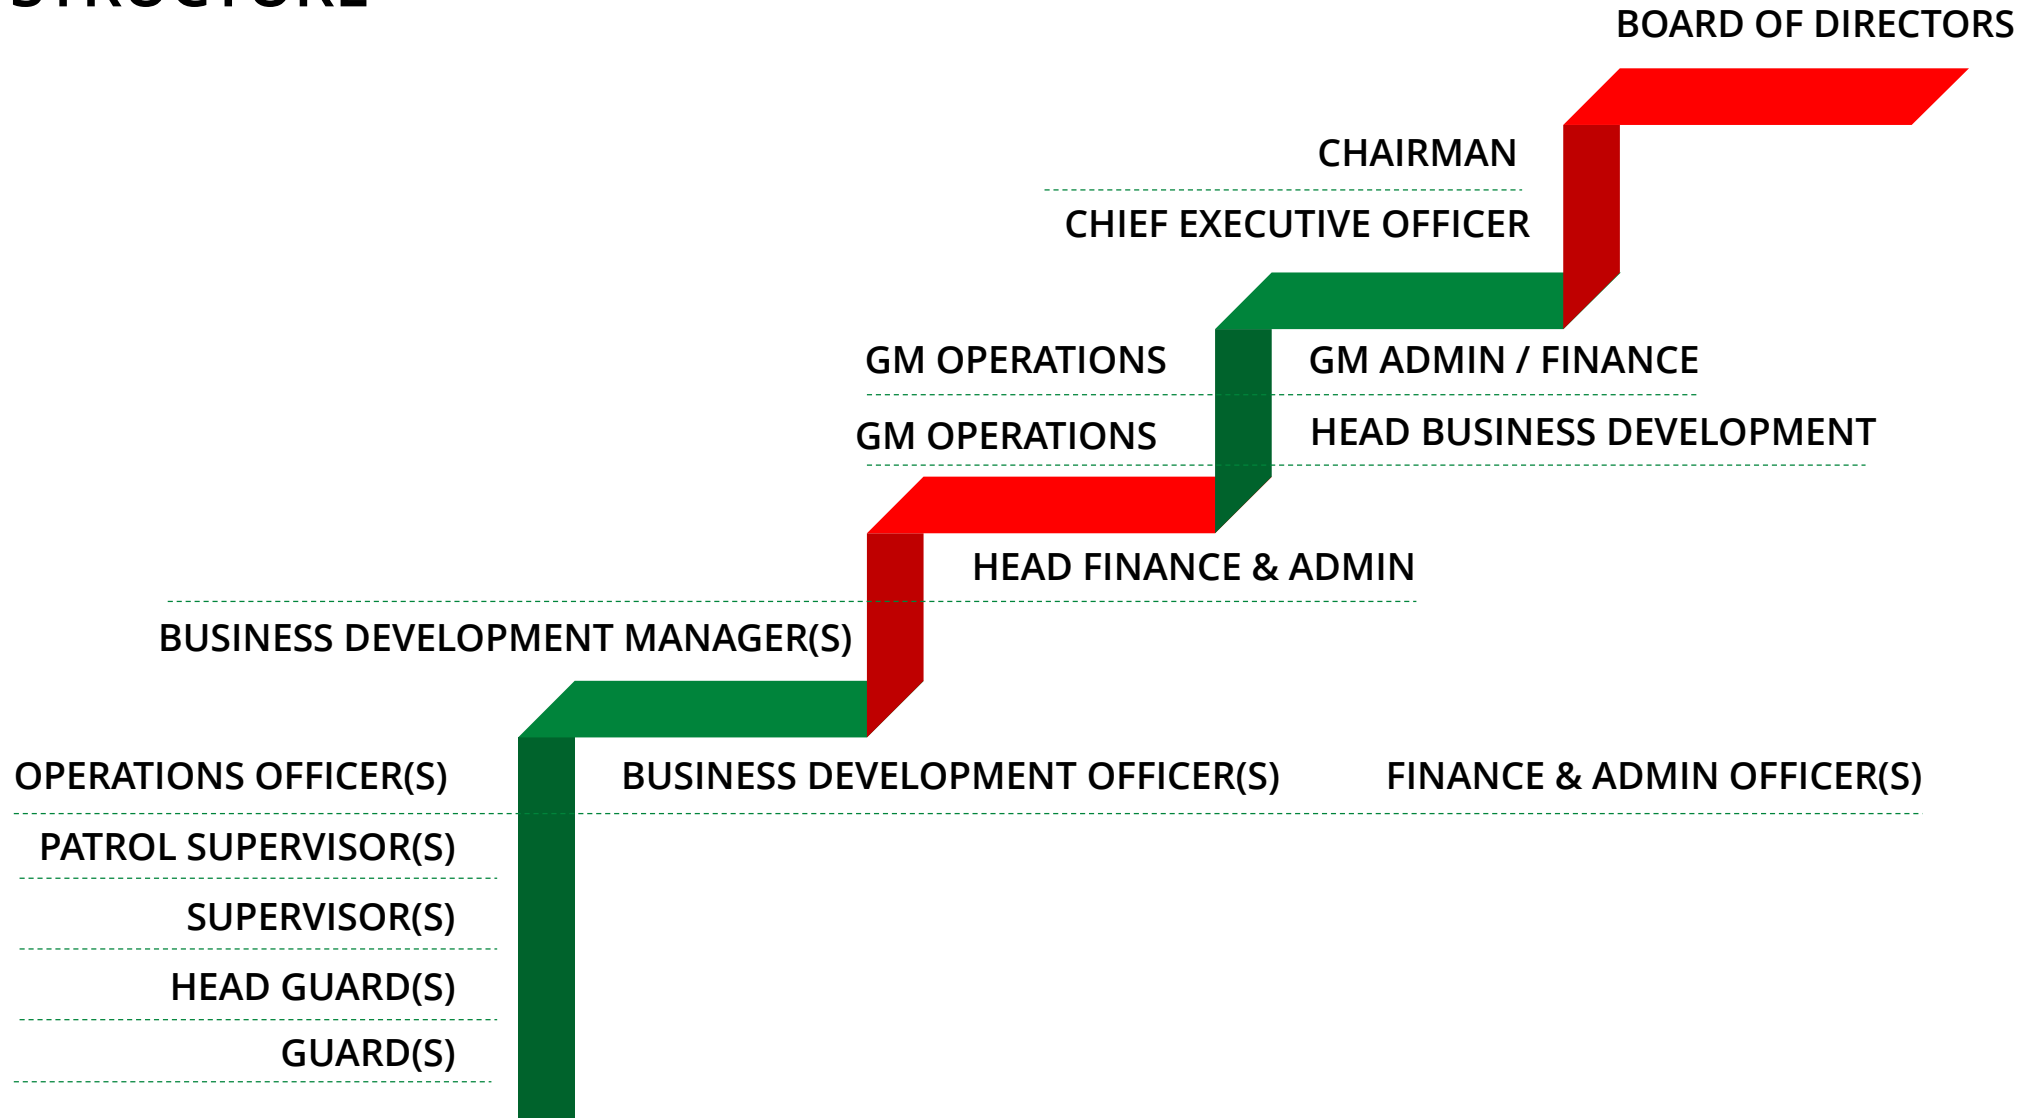 STRUCTURE
BOARD OF DIRECTORS
CHAIRMAN
CHIEF EXECUTIVE OFFICER
GM OPERATIONS
GM ADMIN / FINANCE
GM OPERATIONS
HEAD BUSINESS DEVELOPMENT
HEAD FINANCE & ADMIN
BUSINESS DEVELOPMENT MANAGER(S)
OPERATIONS OFFICER(S)
BUSINESS DEVELOPMENT OFFICER(S)
FINANCE & ADMIN OFFICER(S)
PATROL SUPERVISOR(S)
SUPERVISOR(S)
HEAD GUARD(S)
GUARD(S)